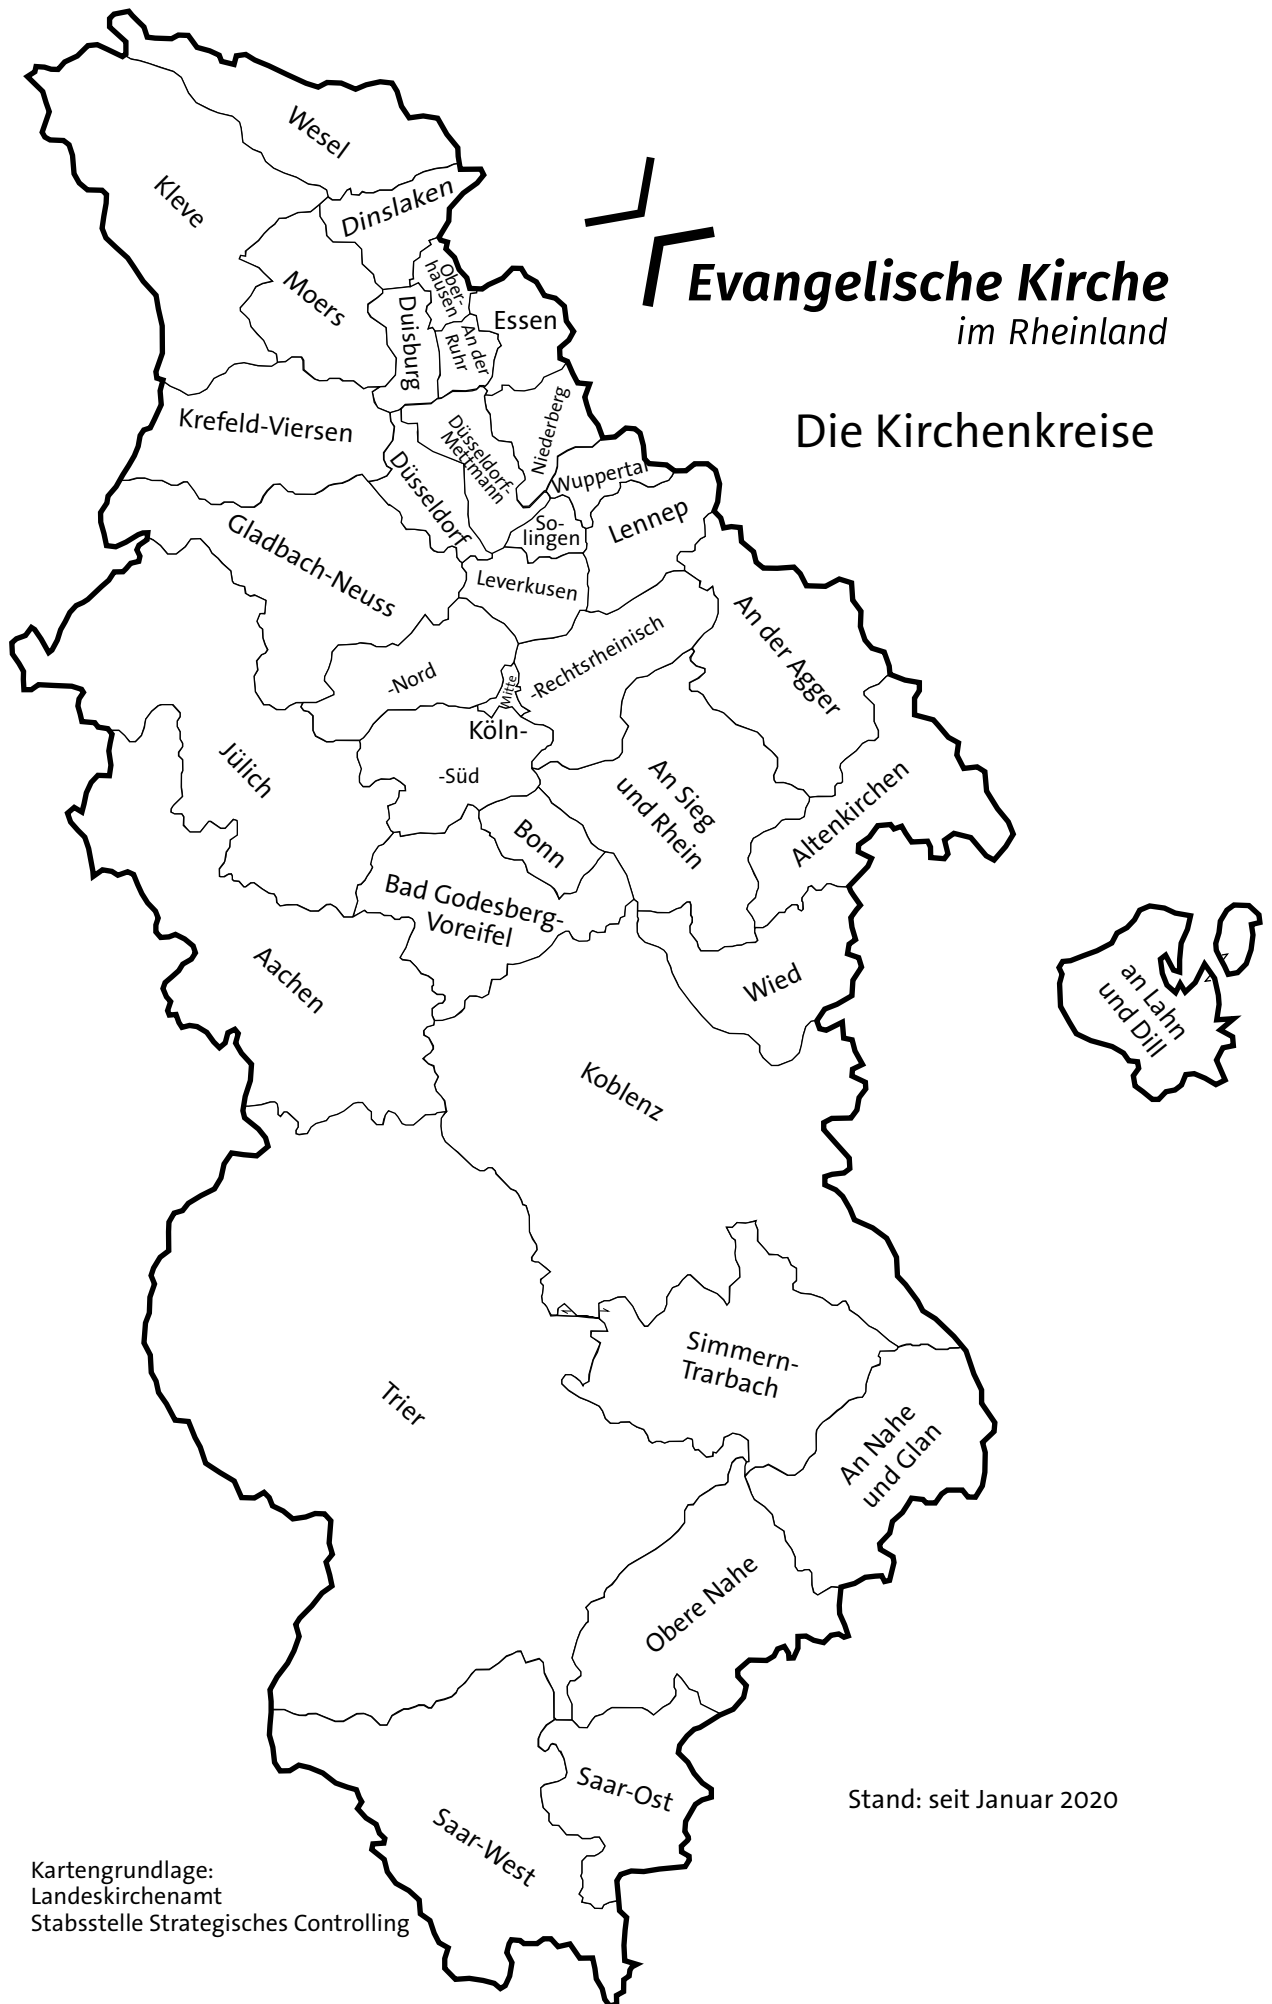 Wesel
Kleve
Dinslaken
Evangelische Kirche
im Rheinland
Die Kirchenkreise
Moers
Duisburg
Ober-
hausen
An der
Ruhr
Essen
Krefeld-Viersen
Düsseldorf-
Mettmann
Niederberg
Düsseldorf
Wuppertal
Gladbach-Neuss
So-
lingen
Lennep
Leverkusen
An der Agger
-Nord
Mitte
-Rechtsrheinisch
Köln-
-Süd
Jülich
An Sieg
und Rhein
Altenkirchen
Bonn
Bad Godesberg-
Voreifel
Aachen
Wied
an Lahn
und Dill
Koblenz
Simmern-
Trarbach
Trier
An Nahe
und Glan
Obere Nahe
Saar-Ost
Saar-West
Stand: seit Januar 2020
Kartengrundlage:
Landeskirchenamt
Stabsstelle Strategisches Controlling